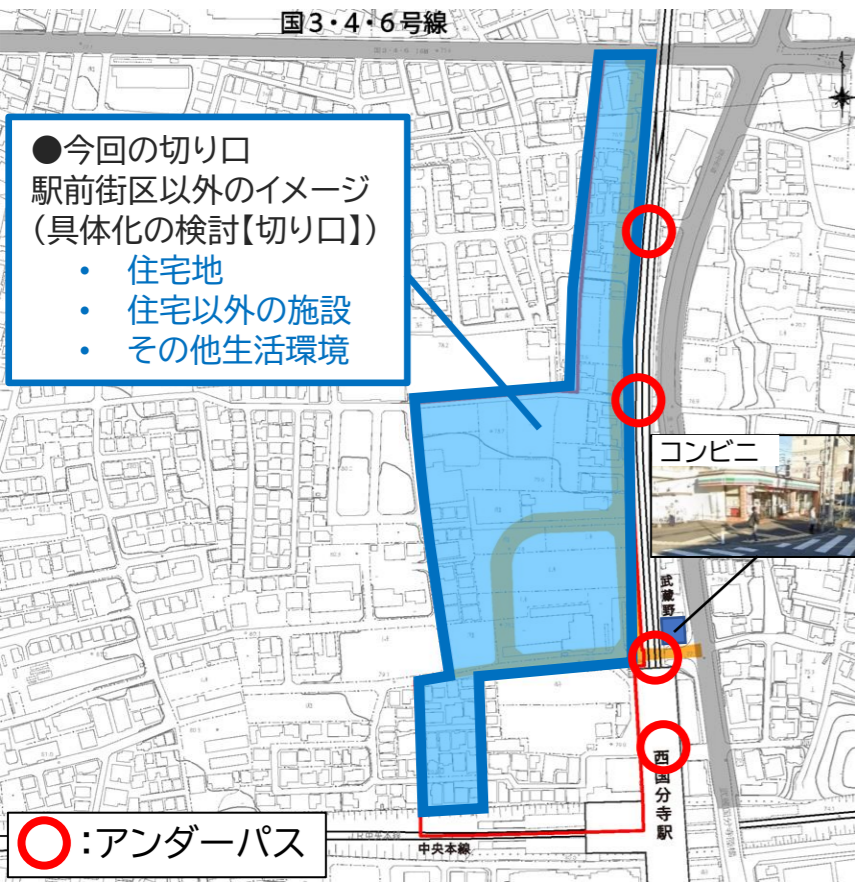 国3・4・6号線
●今回の切り口
駅前街区以外のイメージ
(具体化の検討【切り口】)
• 住宅地
• 住宅以外の施設
• その他生活環境
コンビニ
武蔵野
西国分寺駅
中央本線
:アンダーパス